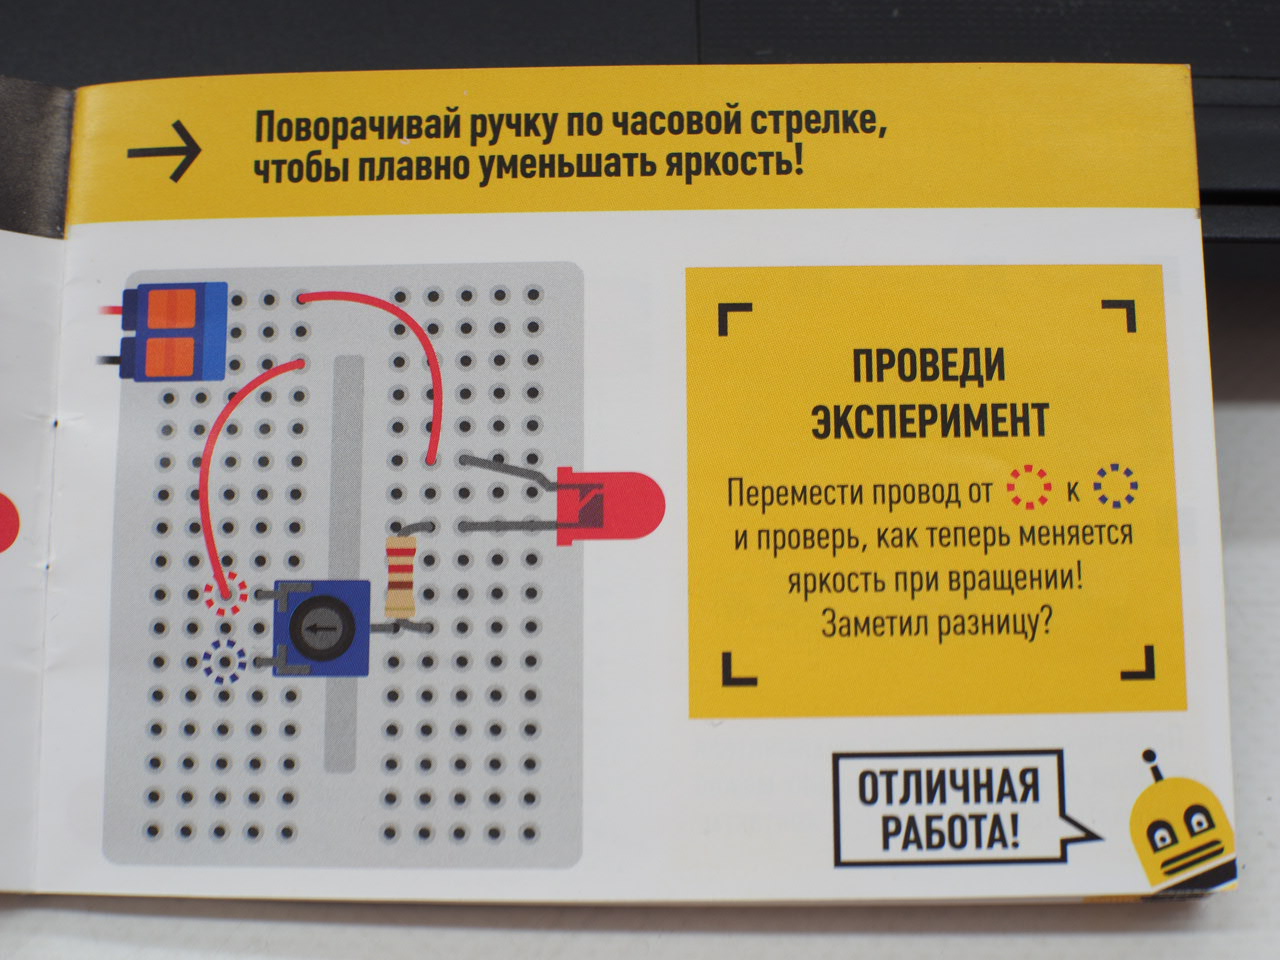 Поворачивай ручку по часовой стрелке,
чтобы плавно уменьшать яркость!
ПРОВЕДИ
ЭКСПЕРИМЕНТ
Перемести провод от к
и проверь, как теперь меняется
яркость при вращении!
Заметил разницу?
ОТЛИЧНАЯ
РАБОТА!